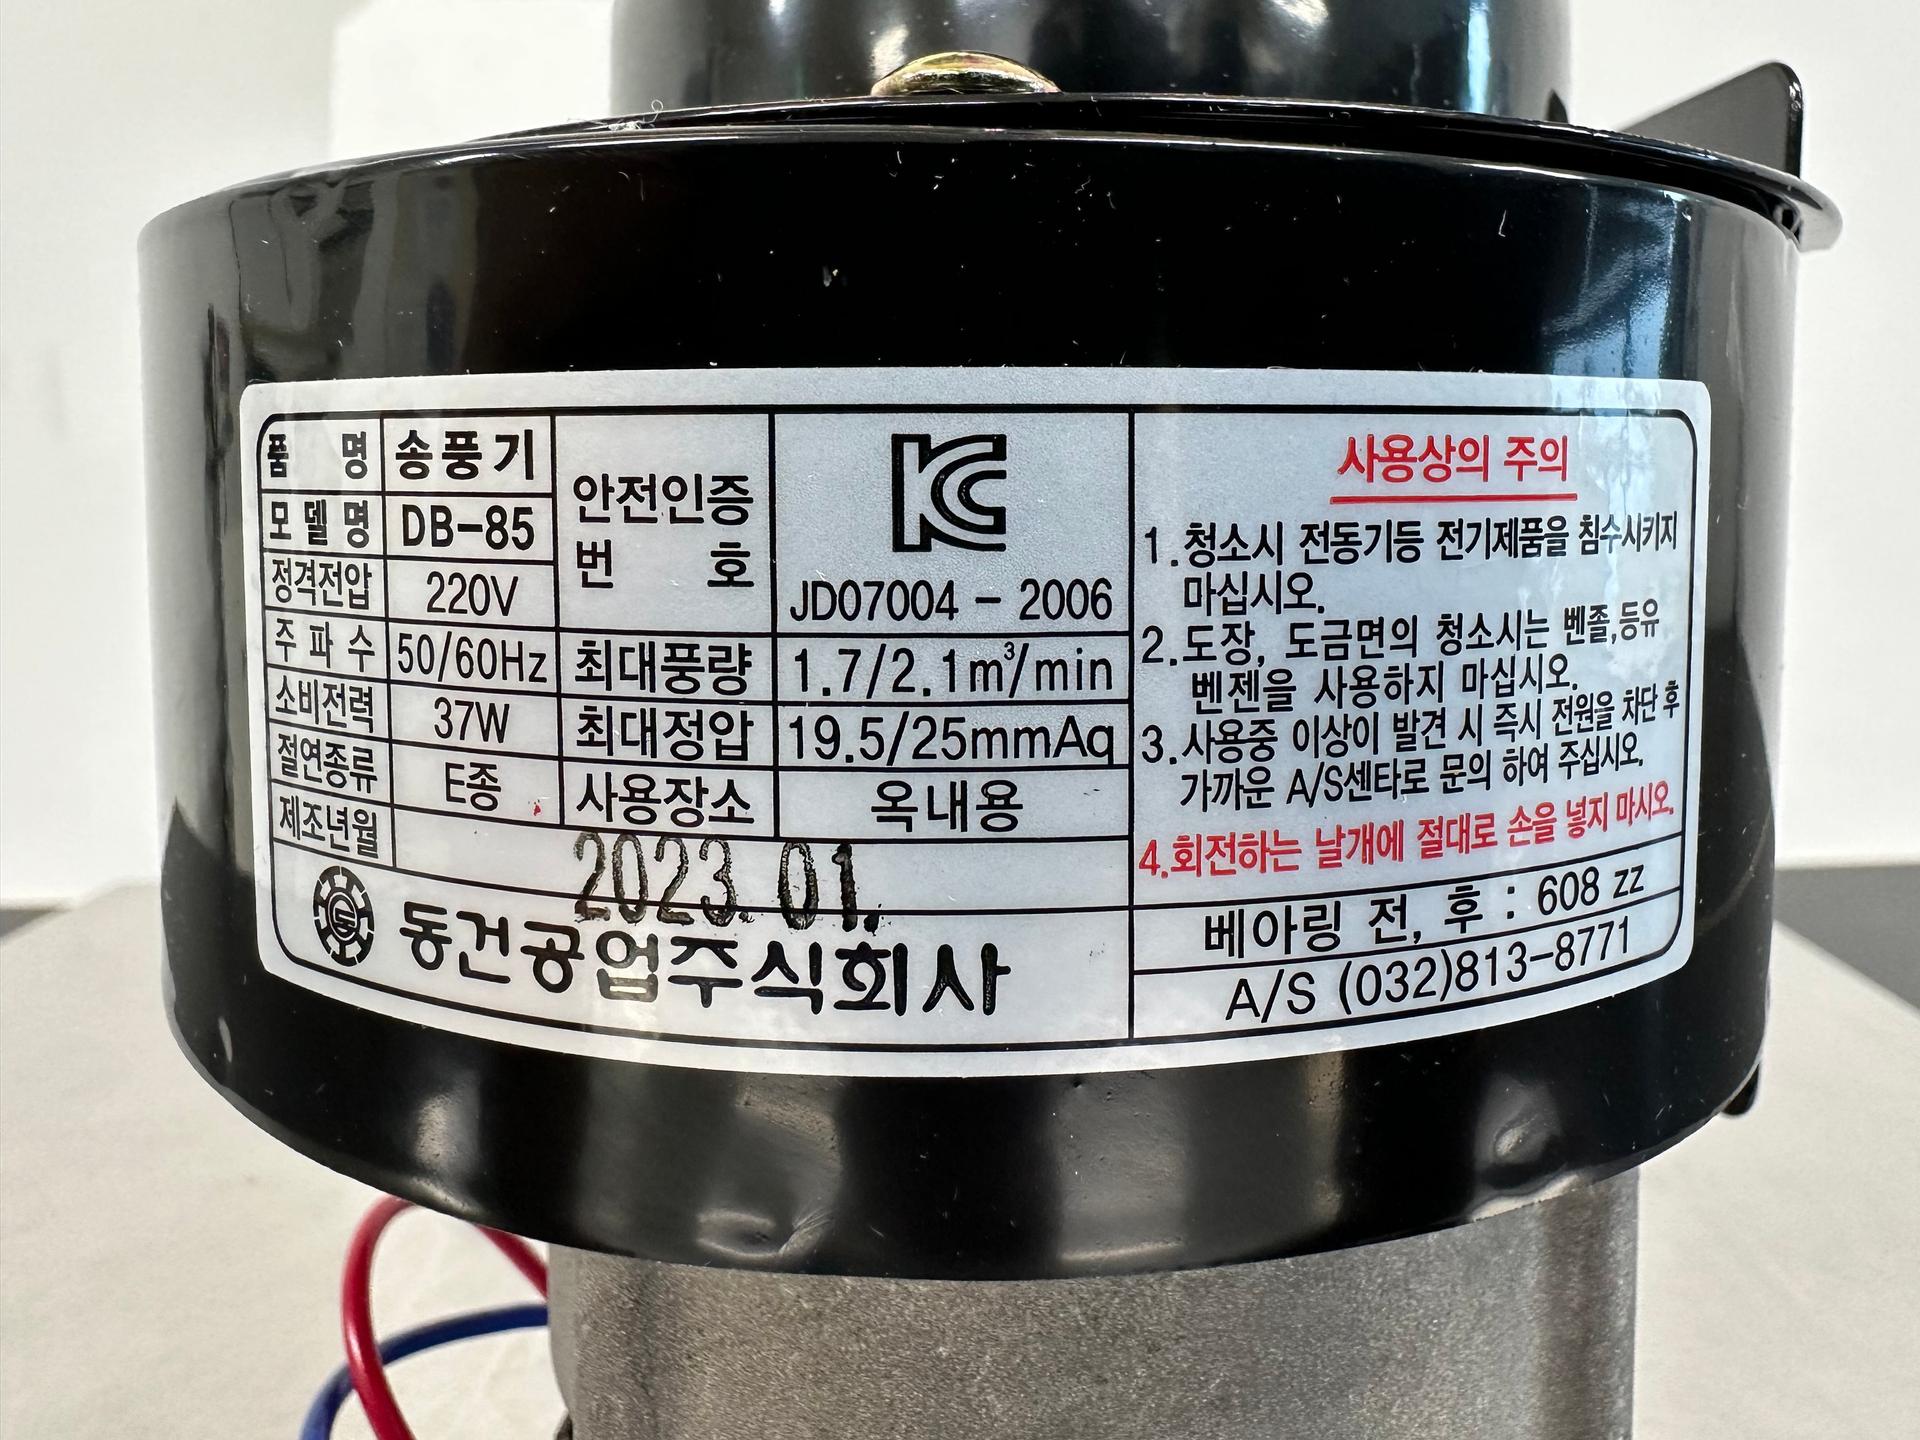 품 명 송풍기
모델명 DB-85
정격전압 220V
주파수 50/60Hz
소비전력 37W
절연종류 E종
제조년월 2023.01.
안전인증
번 호
KC
JD07004 - 2006
최대풍량 1.7/2.1m³/min
최대정압 19.5/25mmAq
사용장소 옥내용
동건공업주식회사
사용상의 주의
1.청소시 전동기등 전기제품을 침수시키지
마십시오.
2.도장, 도금면의 청소시는 벤졸,등유
벤젠을 사용하지 마십시오.
3.사용중 이상이 발견 시 즉시 전원을 차단 후
가까운 A/S센타로 문의 하여 주십시오.
4.회전하는 날개에 절대로 손을 넣지 마시오.
베아링 전, 후 : 608 zz
A/S (032)813-8771